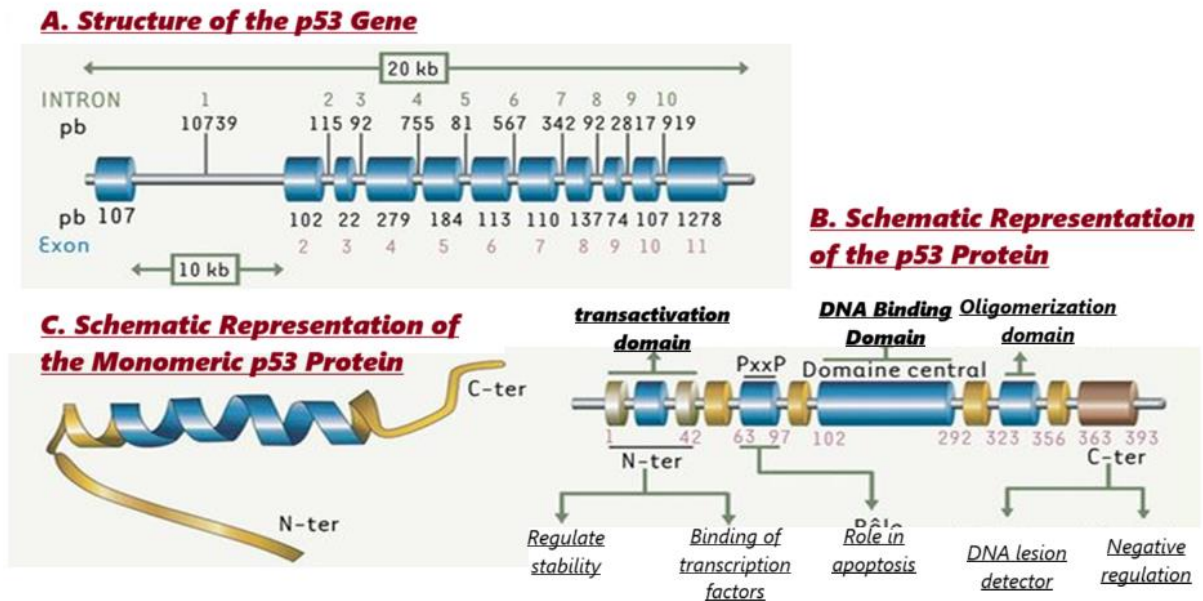 A. Structure of the p53 Gene
20 kb
INTRON 1 2 3 4 5 6 7 8 9 10
pb 10739 115 92 755 81 567 342 92 2817 919
pb 107 102 22 279 184 113 110 137 74 107 1278
Exon 2 3 4 5 6 7 8 9 10 11
10 kb
B. Schematic Representation
of the p53 Protein
transactivation
domain
DNA Binding
Domain
Oligomerization
domain
PxxP
Domaine central
1 42 63 97 102 292 323 356 363 393
N-ter
C-ter
Regulate
stability
Binding of
transcription
factors
Rôle
Role in
apoptosis
DNA lesion
detector
Negative
regulation
C. Schematic Representation of
the Monomeric p53 Protein
C-ter
N-ter